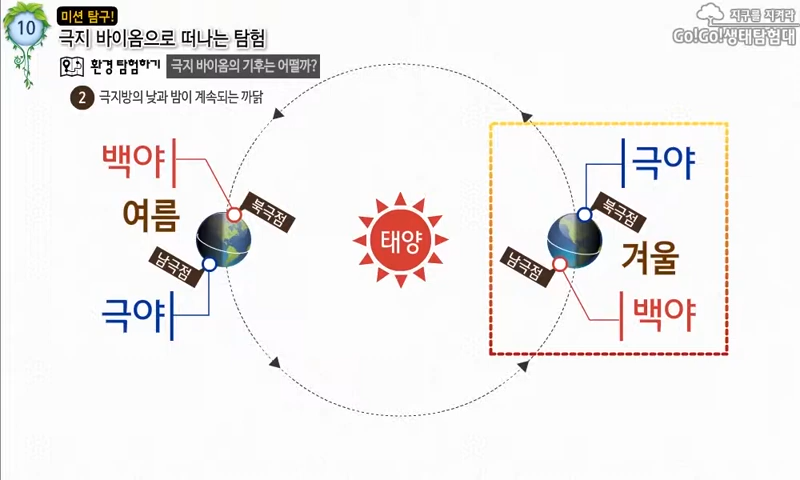 10
미션 탐구!
극지 바이옴으로 떠나는 탐험
환경 탐험하기 극지 바이옴의 기후는 어떨까?
2 극지방의 낮과 밤이 계속되는 까닭
지구를 지켜라
Go!Go!생태탐험대
백야
여름
북극점
남극점
극야
태양
극야
북극점
남극점
겨울
백야